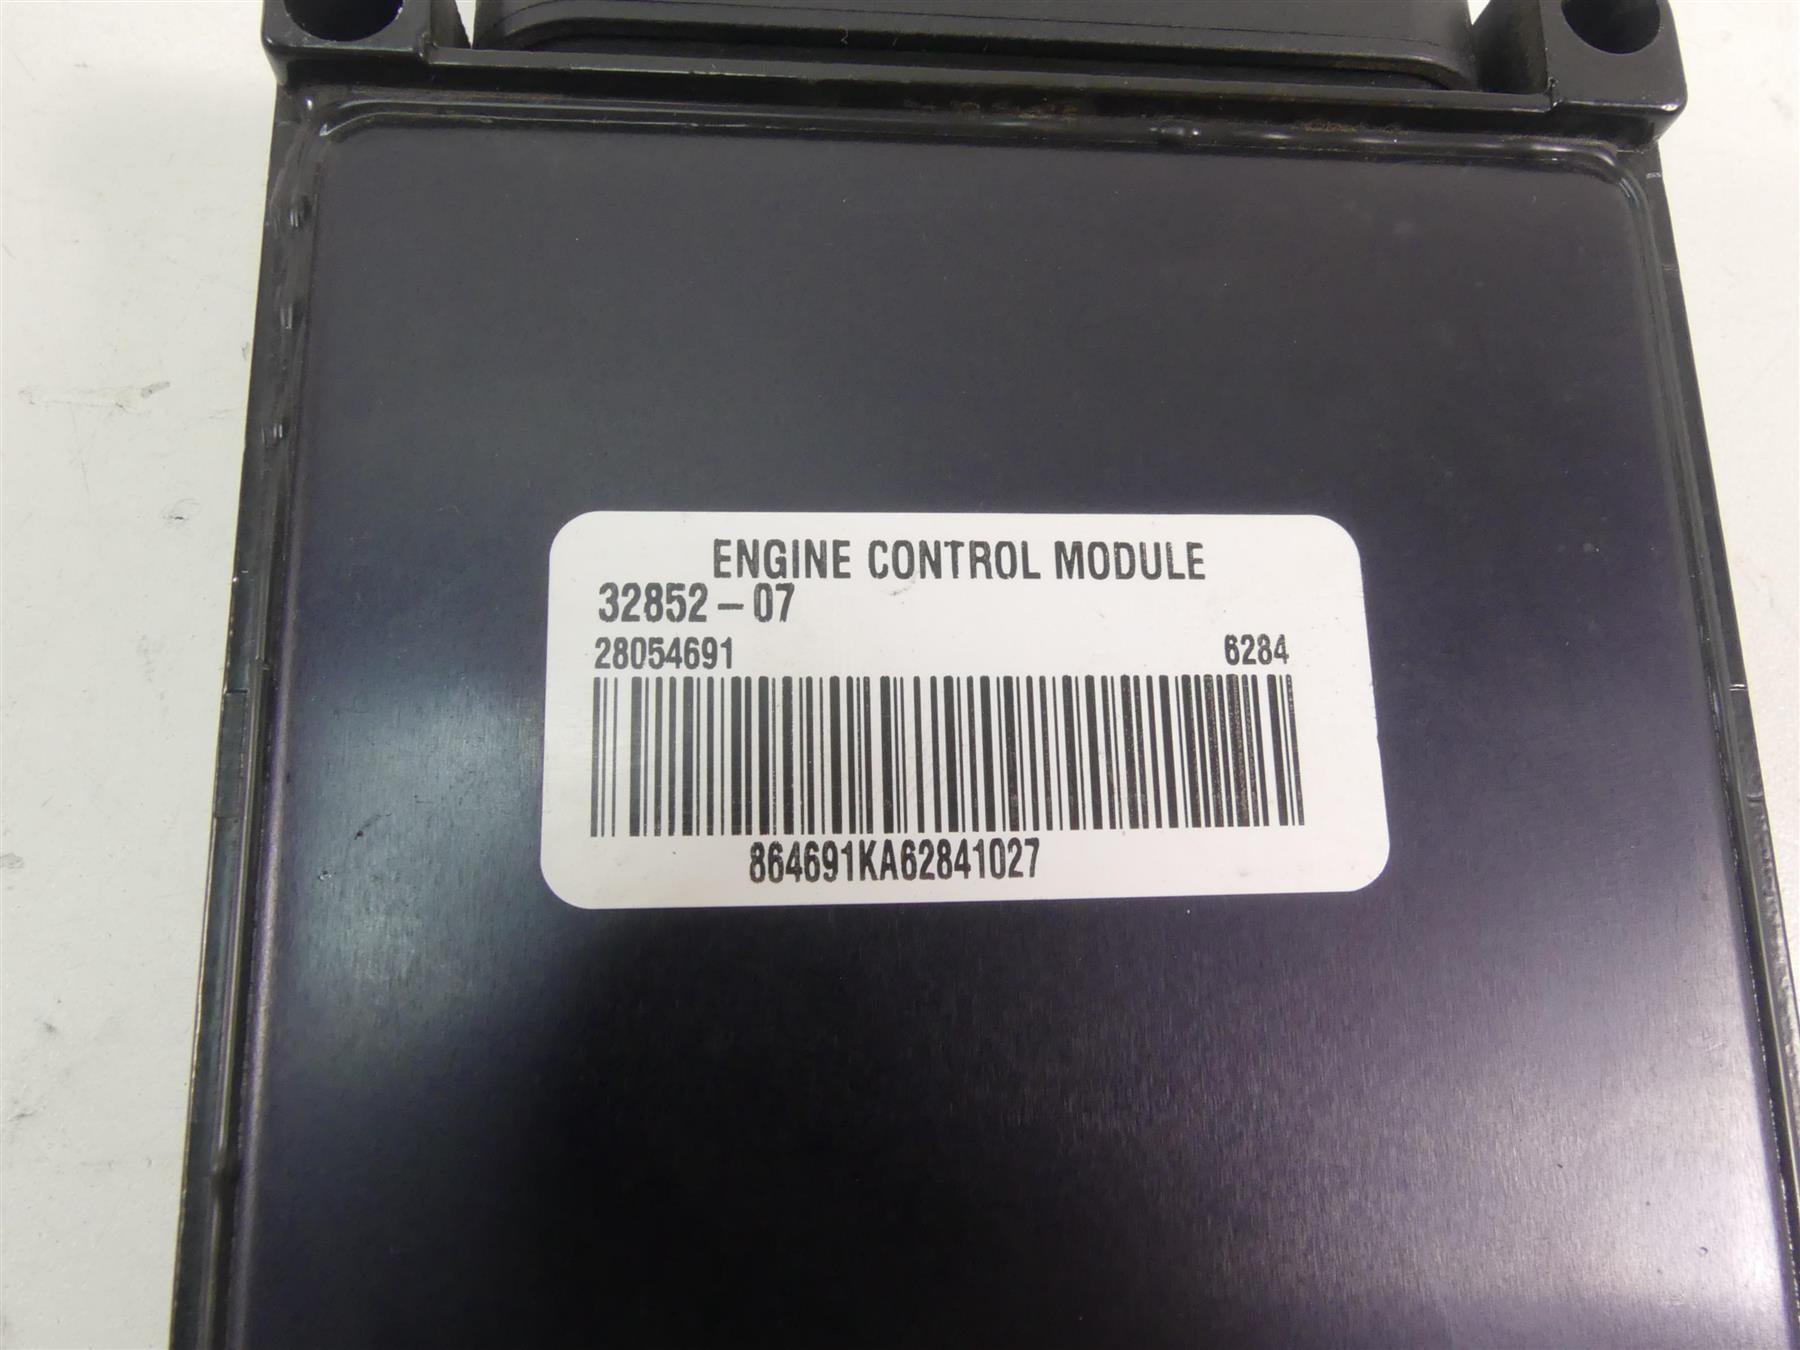 ENGINE CONTROL MODULE
32852-07
28054691 6284
864691KA62841027